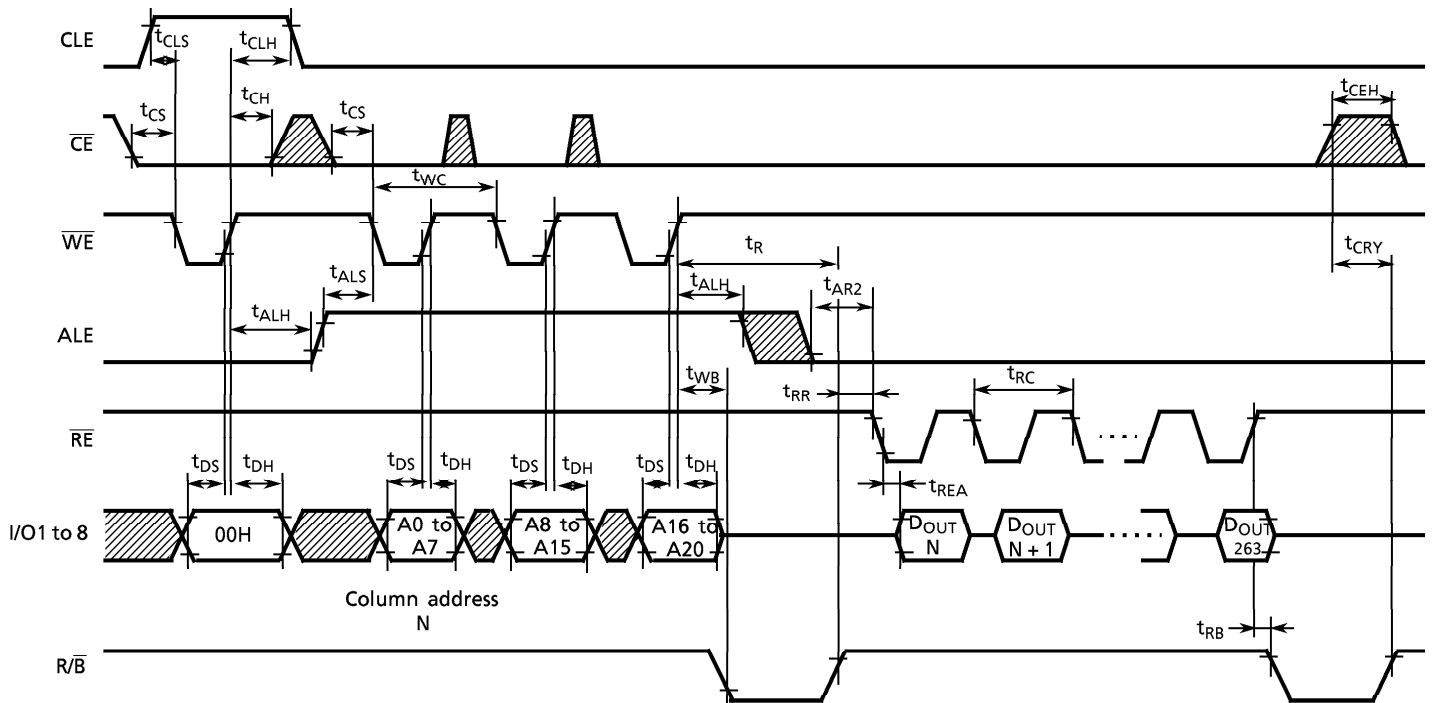 CLE
tCLS
tCLH
CE
tCS
tCH
tCS
tCEH
WE
tWC
tR
tCRY
ALE
tALH
tALS
tALH
tAR2
RE
tWB
tRR
tRC
tREA
I/O1 to 8
tDS
tDH
tDS
tDH
tDS
tDH
tDS
tDH
00H
A0 to
A7
A8 to
A15
A16 to
A20
DOUT
N
DOUT
N + 1
DOUT
263
Column address
N
R/B
tRB